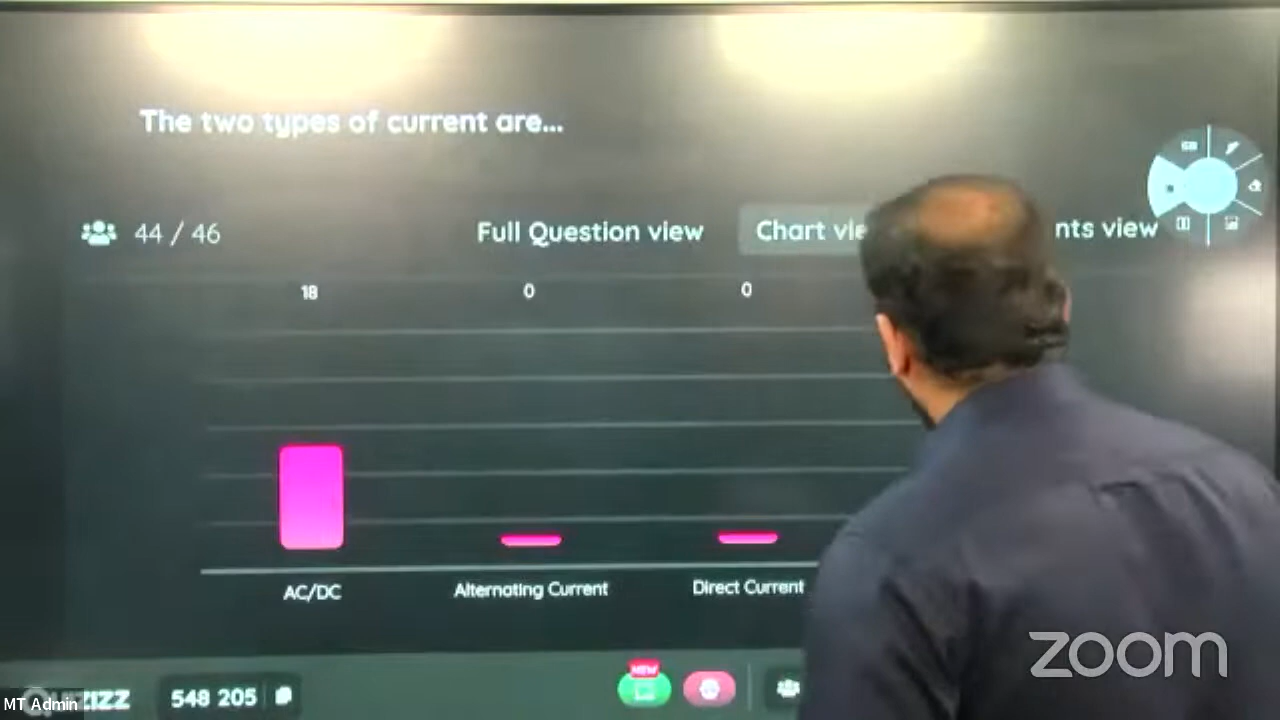 The two types of current are...
44 / 46
Full Question view
Chart vie
nts view
18
0
0
AC/DC
Alternating Current
Direct Current
NEW
zoom
IZZ
548 205
MT Admin